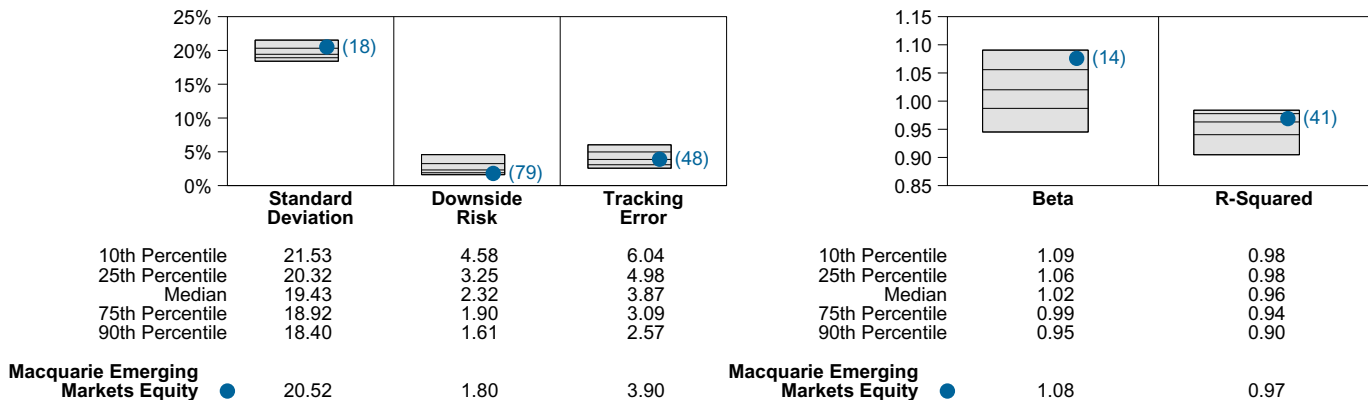 25%
20%
15%
10%
5%
0%
(18)
(79)
(48)
Standard Deviation
Downside Risk
Tracking Error
10th Percentile 21.53 4.58 6.04
25th Percentile 20.32 3.25 4.98
Median 19.43 2.32 3.87
75th Percentile 18.92 1.90 3.09
90th Percentile 18.40 1.61 2.57
Macquarie Emerging
Markets Equity 20.52 1.80 3.90
1.15
1.10
1.05
1.00
0.95
0.90
0.85
(14)
(41)
Beta R-Squared
10th Percentile 1.09 0.98
25th Percentile 1.06 0.98
Median 1.02 0.96
75th Percentile 0.99 0.94
90th Percentile 0.95 0.90
Macquarie Emerging
Markets Equity 1.08 0.97